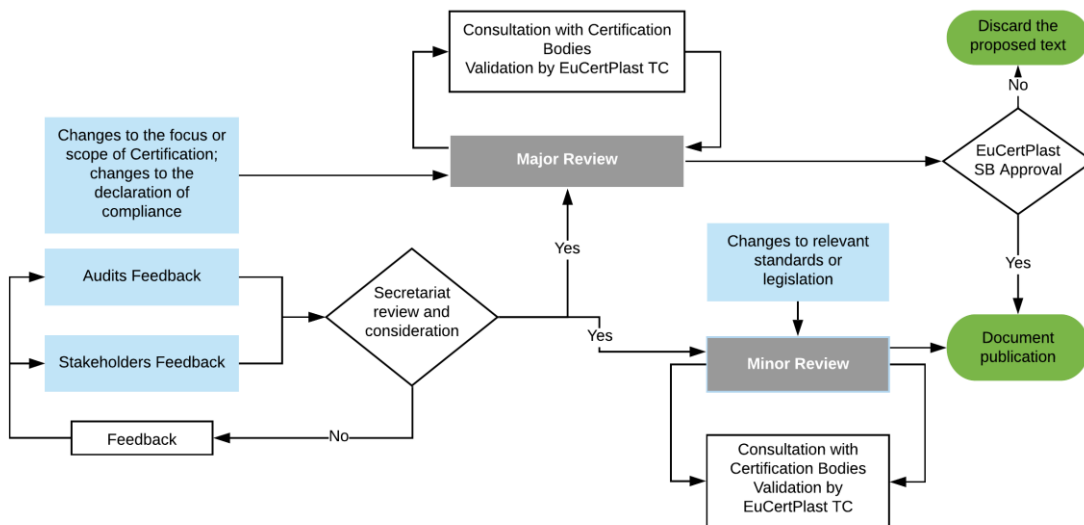 Consultation with Certification
Bodies
Validation by EuCertPlast TC
Discard the
proposed text
No
Changes to the focus or
scope of Certification;
changes to the
declaration of
compliance
Major Review
EuCertPlast
SB Approval
Yes
Changes to relevant
standards or
legislation
Yes
Audits Feedback
Secretariat
review and
consideration
Yes
Stakeholders Feedback
Minor Review
Document
publication
Feedback
No
Consultation with
Certification Bodies
Validation by
EuCertPlast TC